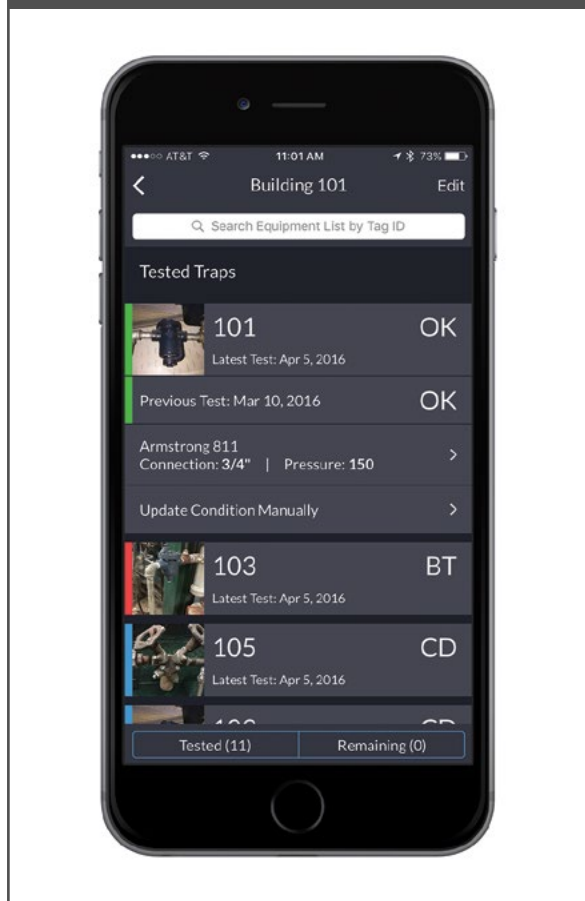 AT&T 11:01 AM 73%
Building 101 Edit
Search Equipment List by Tag ID
Tested Traps
101 OK
Latest Test: Apr 5, 2016
Previous Test: Mar 10, 2016 OK
Armstrong 811
Connection: 3/4" | Pressure: 150
Update Condition Manually
103 BT
Latest Test: Apr 5, 2016
105 CD
Latest Test: Apr 5, 2016
Tested (11) Remaining (0)